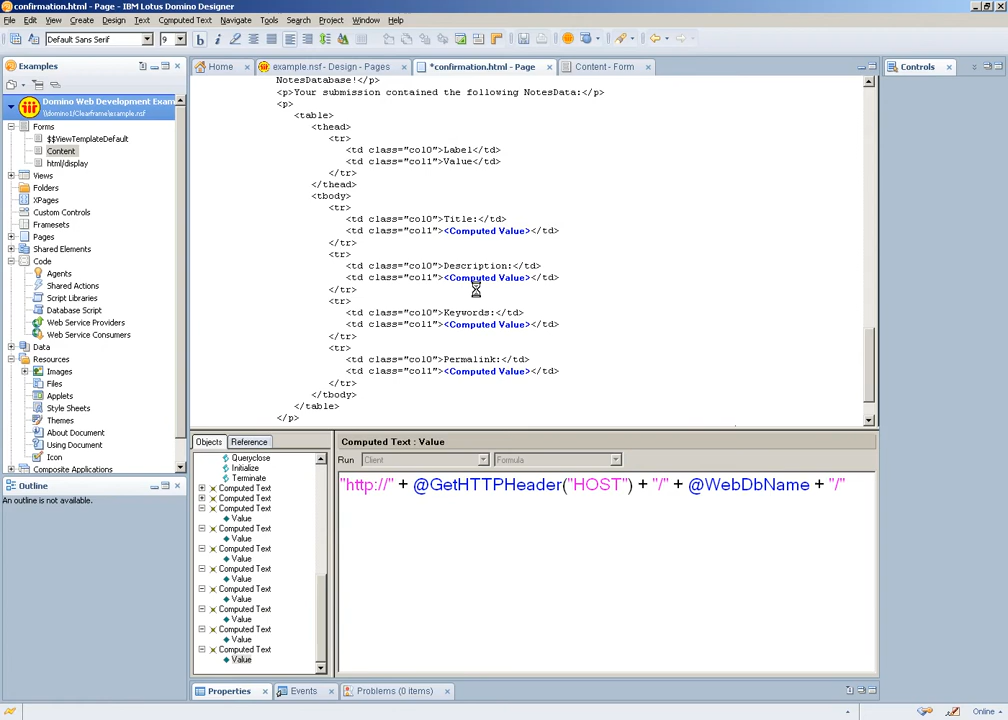 confirmation.html - Page - IBM Lotus Domino Designer
File Edit View Create Design Text Computed Text Navigate Tools Search Project Window Help
Default Sans Serif 9 b i
Examples
Domino Web Development Exam
\\domino1/Clearframe\example.nsf
Forms
$$ViewTemplateDefault
Content
html/display
Views
Folders
XPages
Custom Controls
Framesets
Pages
Shared Elements
Code
Agents
Shared Actions
Script Libraries
Database Script
Web Service Providers
Web Service Consumers
Data
Resources
Images
Files
Applets
Style Sheets
Themes
About Document
Using Document
Icon
Composite Applications
Outline
An outline is not available.
Home example.nsf - Design - Pages *confirmation.html - Page Content - Form
NotesDatabase!</p>
<p>Your submission contained the following NotesData:</p>
<p>
<table>
<thead>
<tr>
<td class="col0">Label</td>
<td class="col1">Value</td>
</tr>
</thead>
<tbody>
<tr>
<td class="col0">Title:</td>
<td class="col1"><Computed Value></td>
</tr>
<tr>
<td class="col0">Description:</td>
<td class="col1"><Computed Value></td>
</tr>
<tr>
<td class="col0">Keywords:</td>
<td class="col1"><Computed Value></td>
</tr>
<tr>
<td class="col0">Permalink:</td>
<td class="col1"><Computed Value></td>
</tr>
</tbody>
</table>
</p>
Controls
Objects Reference
Queryclose
Initialize
Terminate
Computed Text
Computed Text
Computed Text
Value
Computed Text
Value
Computed Text
Value
Computed Text
Value
Computed Text
Value
Computed Text
Value
Computed Text
Value
Computed Text
Value
Computed Text : Value
Run Client Formula
"http://" + @GetHTTPHeader("HOST") + "/" + @WebDbName + "/"
Properties Events Problems (0 items)
Online